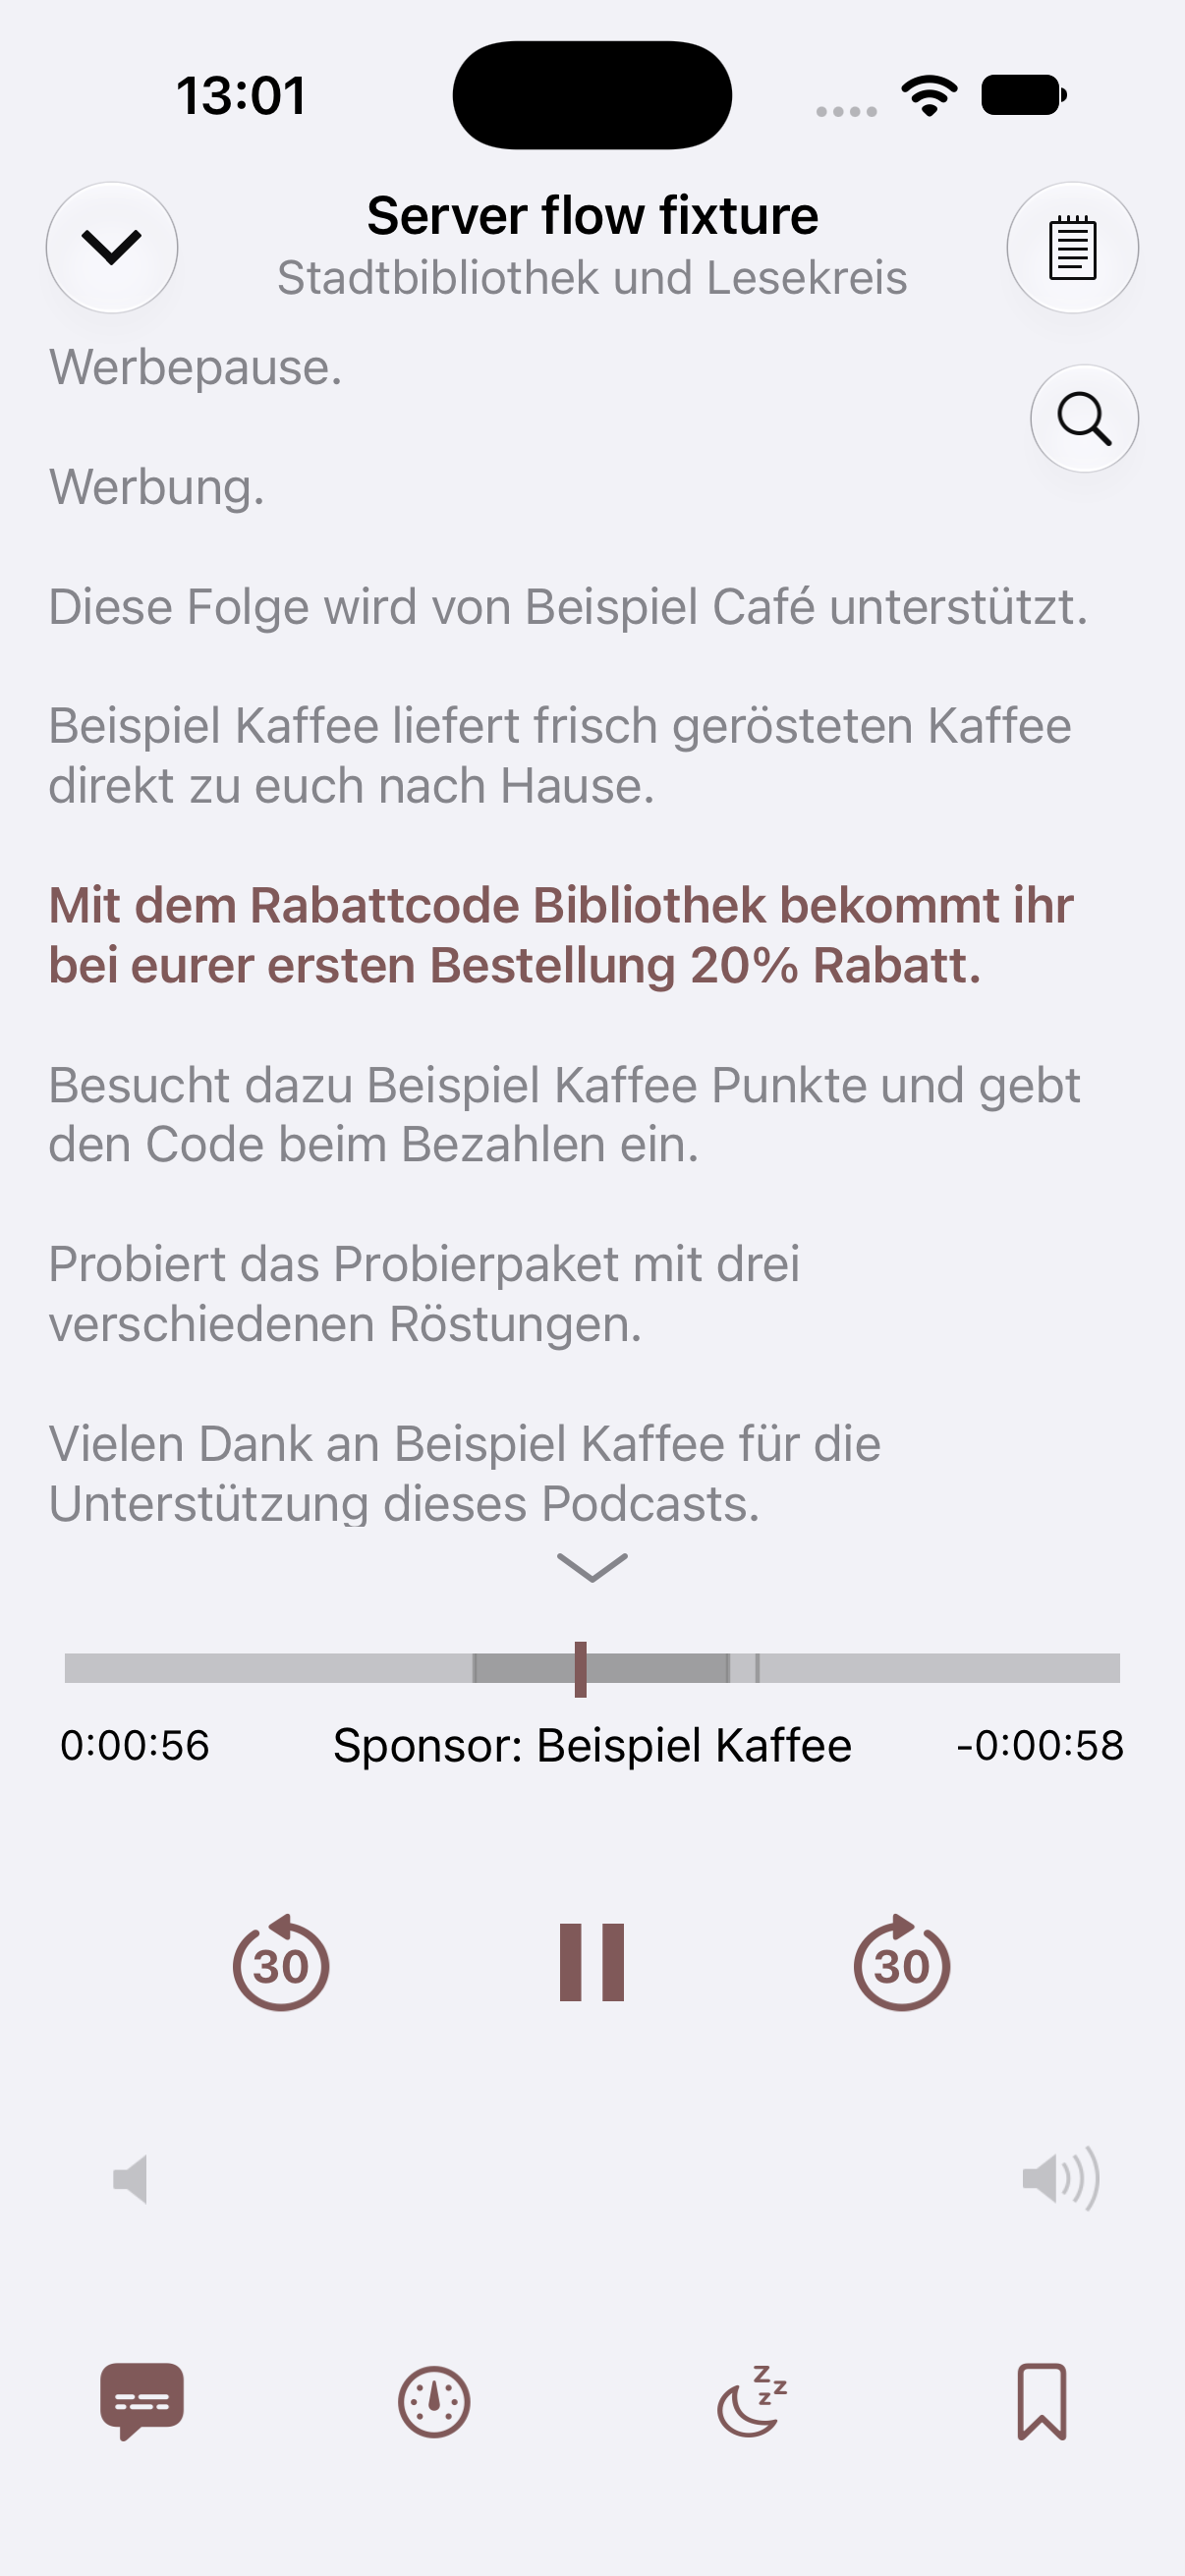 13:01
Server flow fixture
Stadtbibliothek und Lesekreis
Werbepause.
Werbung.
Diese Folge wird von Beispiel Café unterstützt.
Beispiel Kaffee liefert frisch gerösteten Kaffee
direkt zu euch nach Hause.
Mit dem Rabattcode Bibliothek bekommt ihr
bei eurer ersten Bestellung 20% Rabatt.
Besucht dazu Beispiel Kaffee Punkte und gebt
den Code beim Bezahlen ein.
Probiert das Probierpaket mit drei
verschiedenen Röstungen.
Vielen Dank an Beispiel Kaffee für die
Unterstützung dieses Podcasts.
0:00:56 Sponsor: Beispiel Kaffee -0:00:58
30 30
z z z